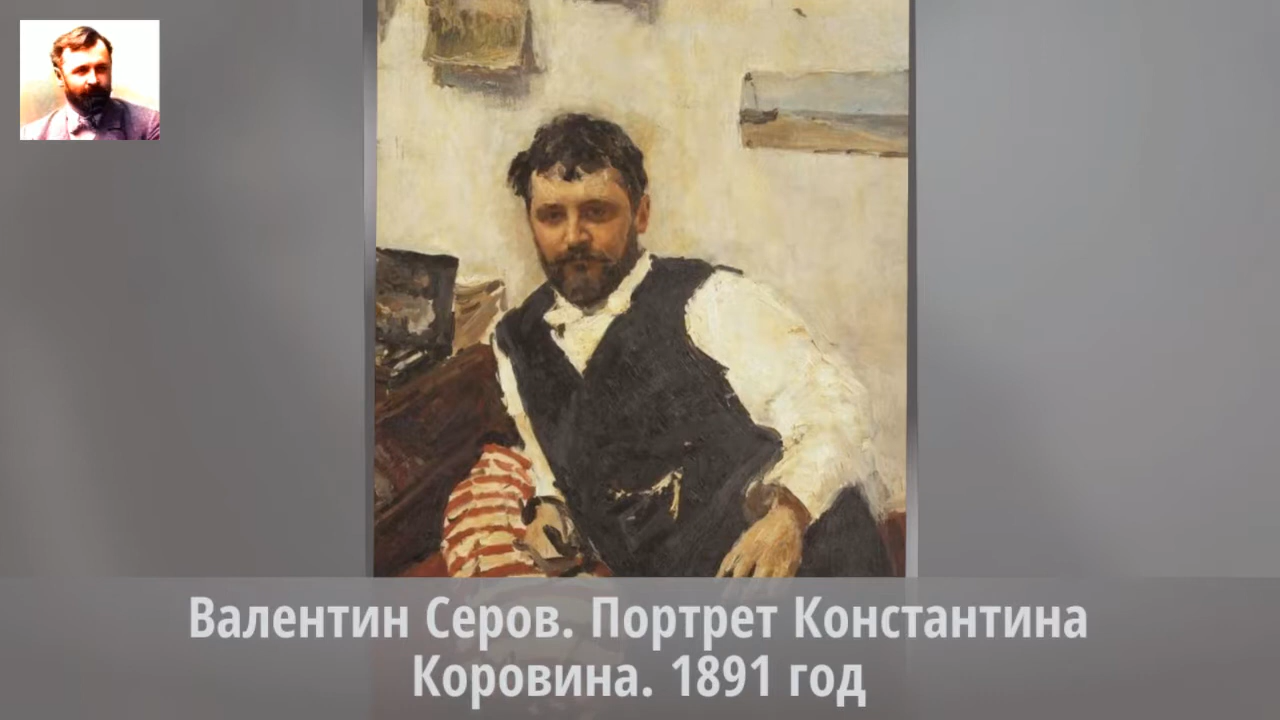 Валентин Серов. Портрет Константина
Коровина. 1891 год